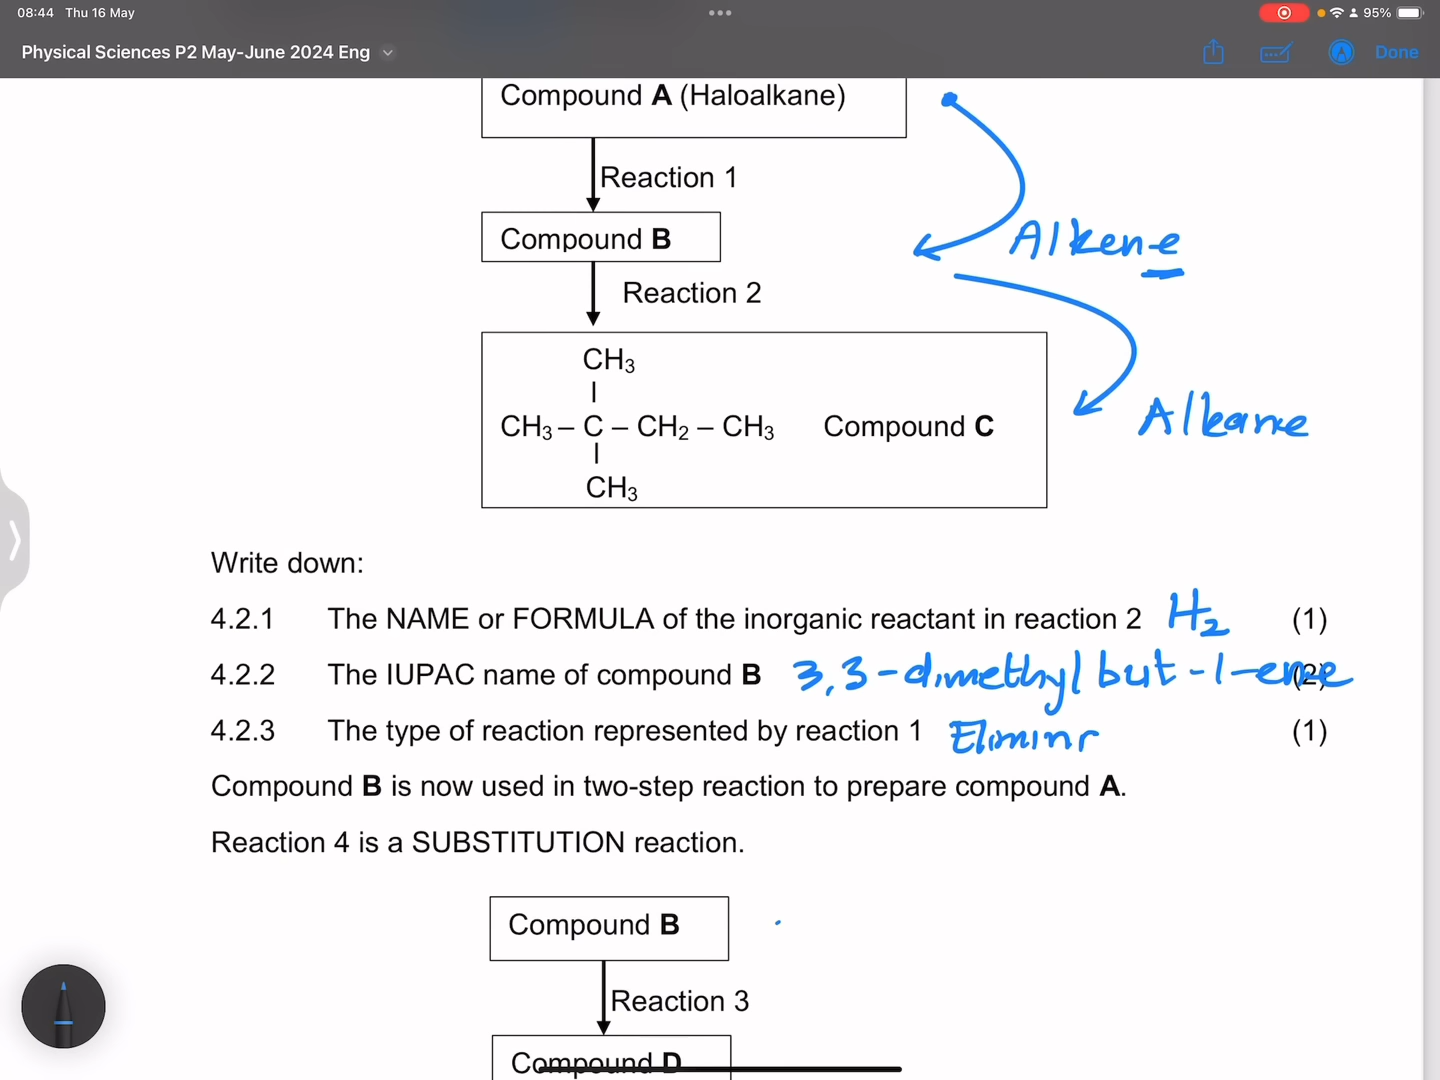 08:44 Thu 16 May
95%
Physical Sciences P2 May-June 2024 Eng
Done
Compound A (Haloalkane)
Reaction 1
Compound B
Alkene
Reaction 2
CH3
CH3 – C – CH2 – CH3 Compound C
Alkane
CH3
Write down:
4.2.1 The NAME or FORMULA of the inorganic reactant in reaction 2 H2 (1)
4.2.2 The IUPAC name of compound B 3,3-dimethylbut-1-ene (2)
4.2.3 The type of reaction represented by reaction 1 Eliminr (1)
Compound B is now used in two-step reaction to prepare compound A.
Reaction 4 is a SUBSTITUTION reaction.
Compound B
Reaction 3
Compound D